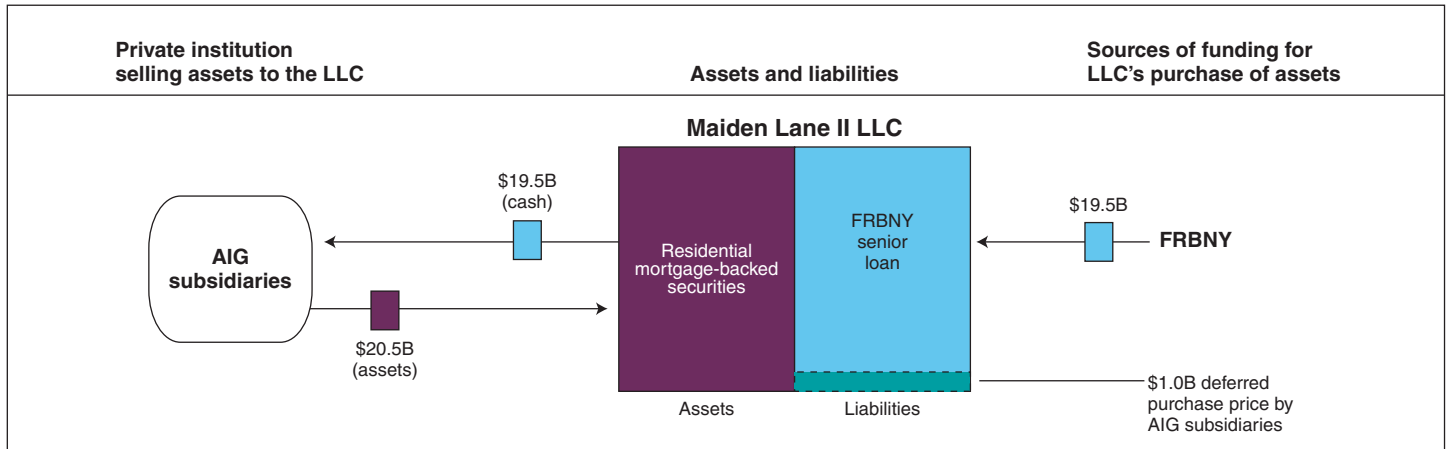 Private institution
selling assets to the LLC
Assets and liabilities
Sources of funding for
LLC's purchase of assets
Maiden Lane II LLC
$19.5B
(cash)
AIG
subsidiaries
$20.5B
(assets)
Residential
mortgage-backed
securities
FRBNY
senior
loan
$19.5B
FRBNY
Assets
Liabilities
$1.0B deferred
purchase price by
AIG subsidiaries